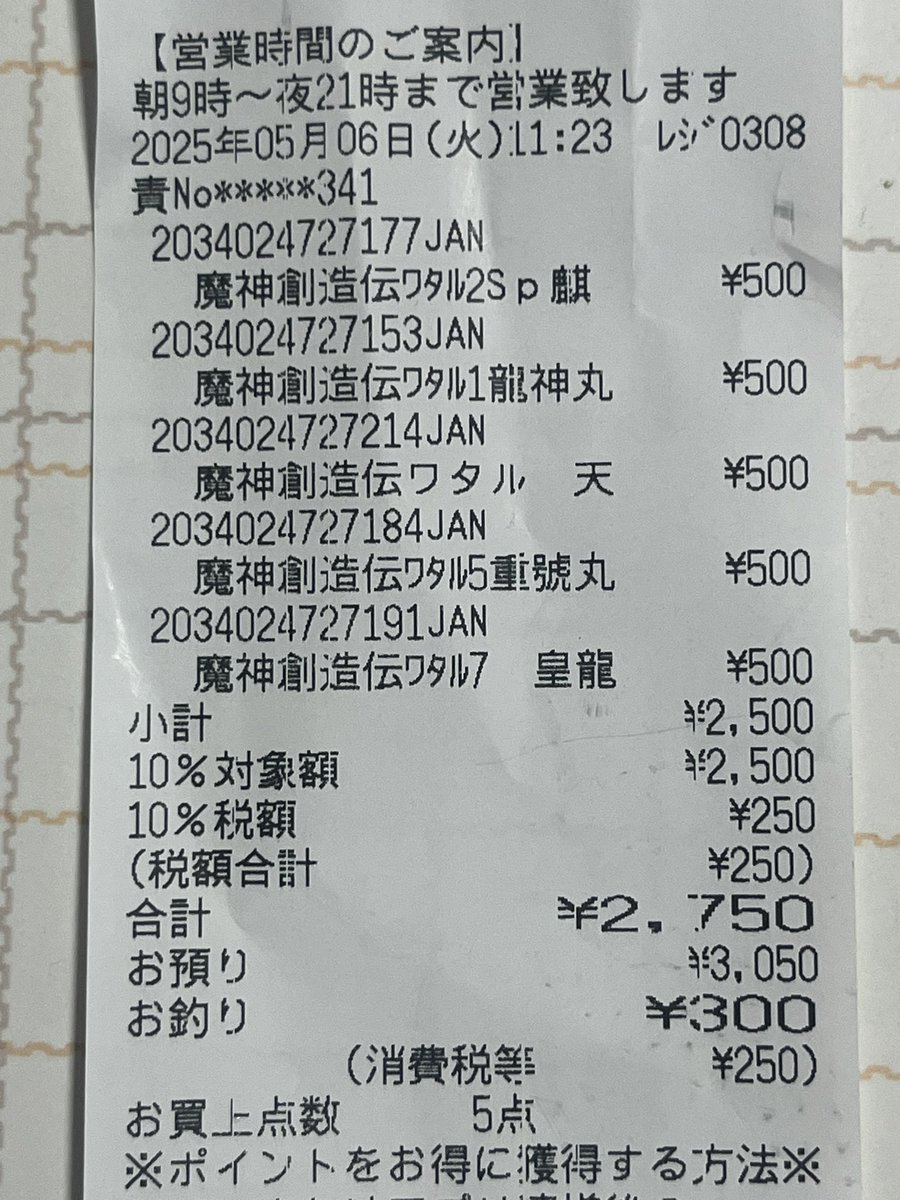 【営業時間のご案内】
朝9時～夜21時まで営業致します
2025年05月06日(火)11:23 ﾚｼﾞ0308
責No*****341
2034024727177JAN
魔神創造伝ﾜﾀﾙ2Sｐ麒 ¥500
2034024727153JAN
魔神創造伝ﾜﾀﾙ1龍神丸 ¥500
2034024727214JAN
魔神創造伝ワタル 天 ¥500
2034024727184JAN
魔神創造伝ﾜﾀﾙ5重號丸 ¥500
2034024727191JAN
魔神創造伝ﾜﾀﾙ7 皇龍 ¥500
小計 ¥2,500
10%対象額 ¥2,500
10%税額 ¥250
(税額合計 ¥250)
合計 ¥2,750
お預り ¥3,050
お釣り ¥300
(消費税等 ¥250)
お買上点数 5点
※ポイントをお得に獲得する方法※